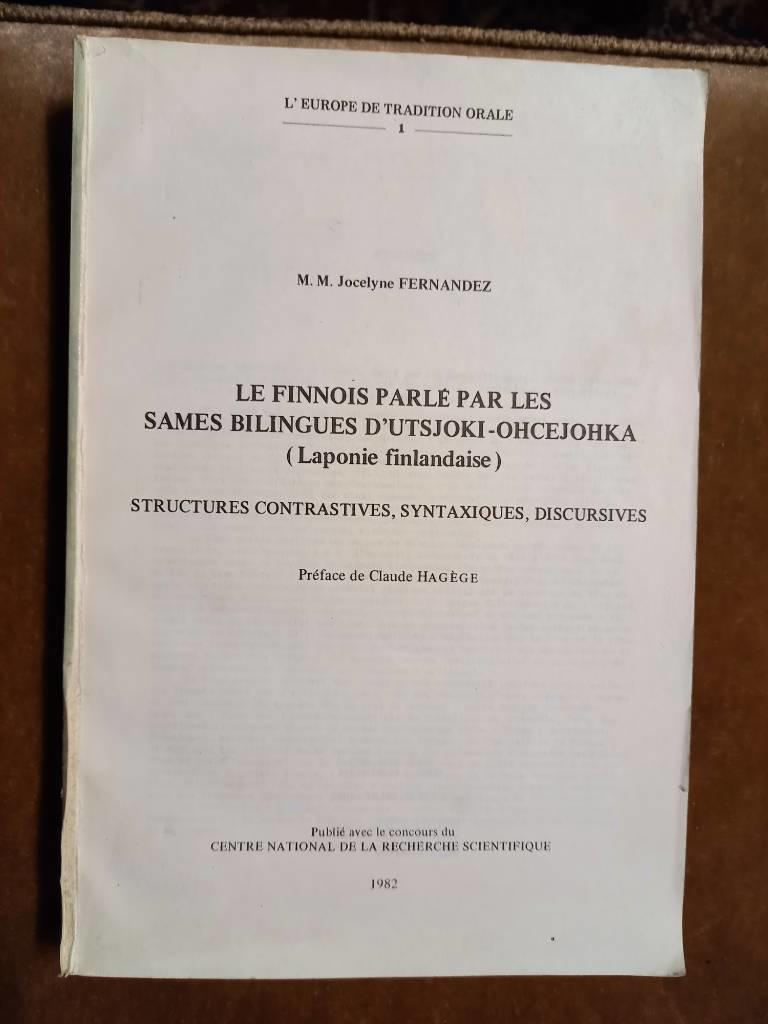 L' EUROPE DE TRADITION ORALE
1
M. M. Jocelyne FERNANDEZ
LE FINNOIS PARLÉ PAR LES
SAMES BILINGUES D'UTSJOKI-OHCEJOHKA
(Laponie finlandaise)
STRUCTURES CONTRASTIVES, SYNTAXIQUES, DISCURSIVES
Préface de Claude HAGÈGE
Publié avec le concours du
CENTRE NATIONAL DE LA RECHERCHE SCIENTIFIQUE
1982